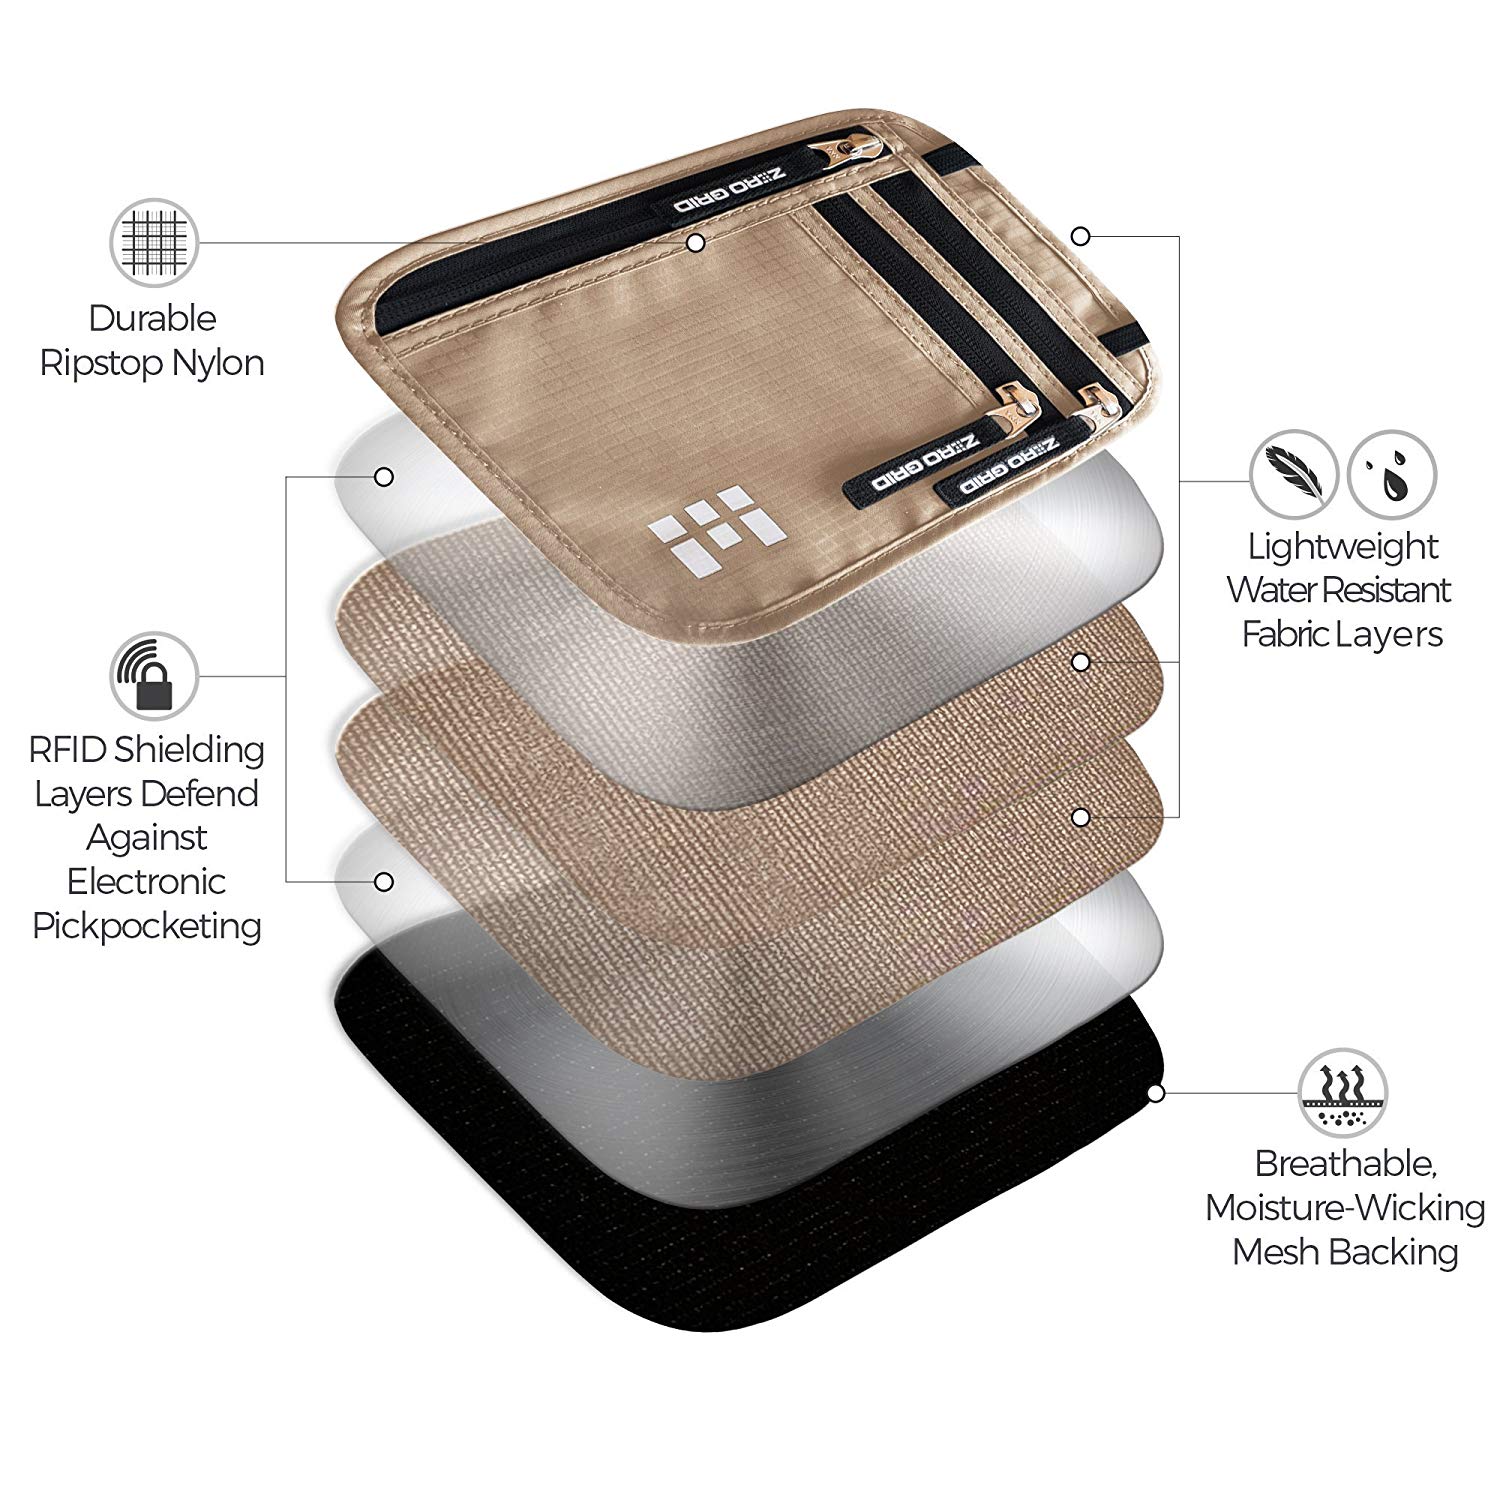 ZERO GRID
Durable
Ripstop Nylon
ZERO GRID
ZERO GRID
Lightweight
Water Resistant
Fabric Layers
RFID Shielding
Layers Defend
Against
Electronic
Pickpocketing
Breathable,
Moisture-Wicking
Mesh Backing